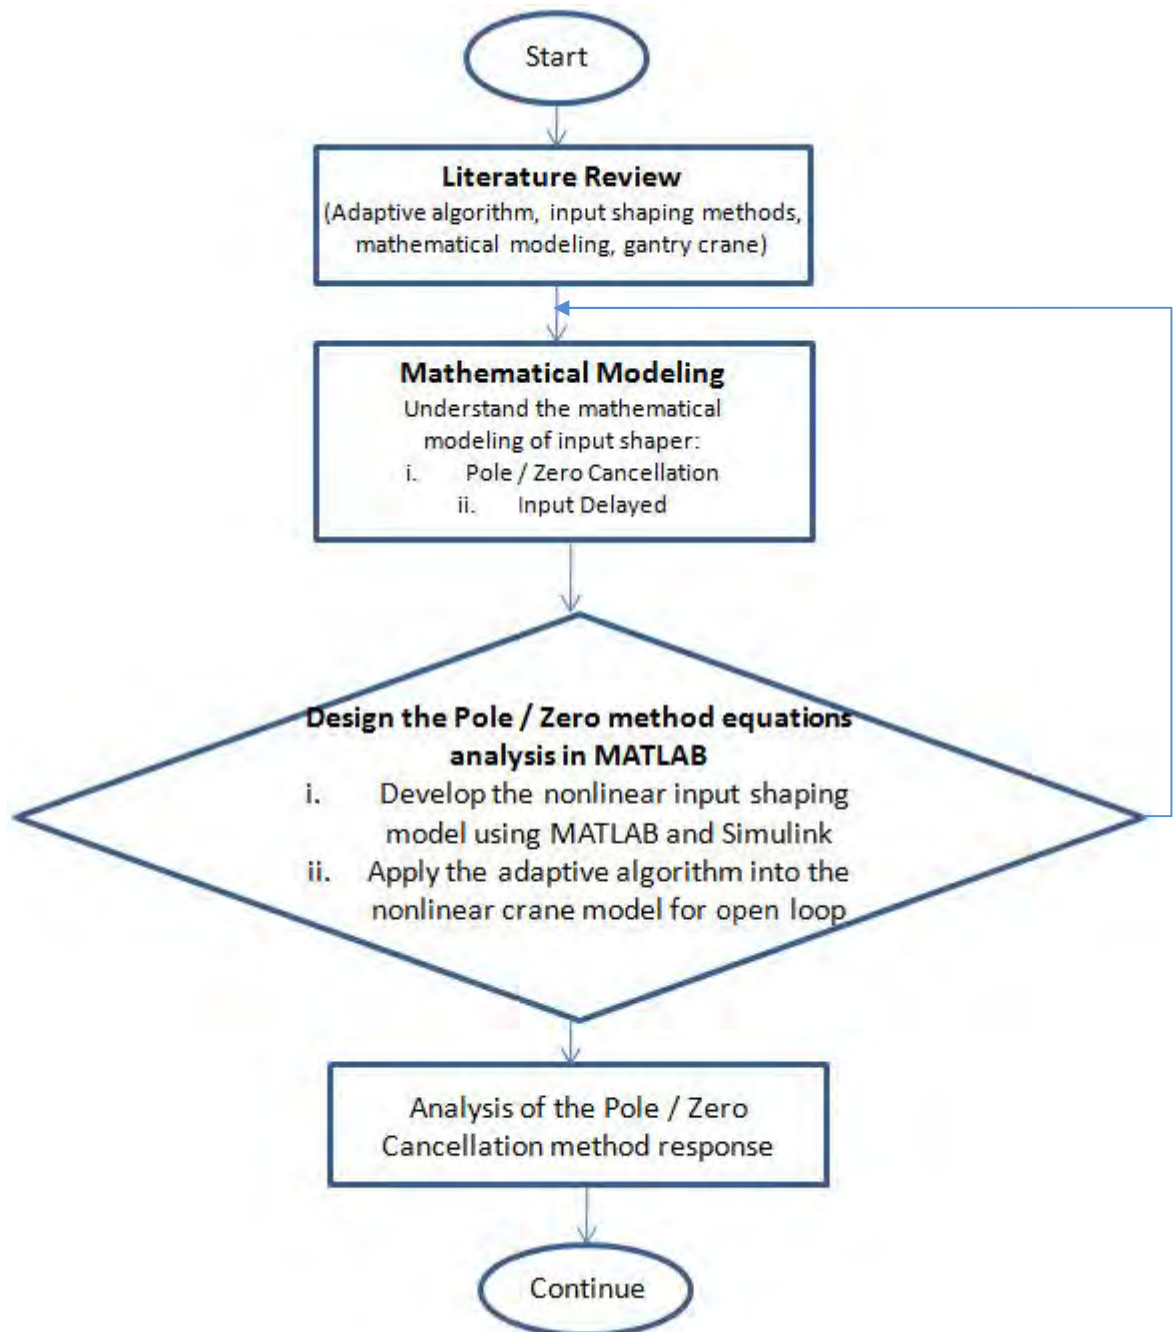 Start
Literature Review
(Adaptive algorithm, input shaping methods,
mathematical modeling, gantry crane)
Mathematical Modeling
Understand the mathematical
modeling of input shaper:
i. Pole / Zero Cancellation
ii. Input Delayed
Design the Pole / Zero method equations
analysis in MATLAB
i. Develop the nonlinear input shaping
model using MATLAB and Simulink
ii. Apply the adaptive algorithm into the
nonlinear crane model for open loop
Analysis of the Pole / Zero
Cancellation method response
Continue